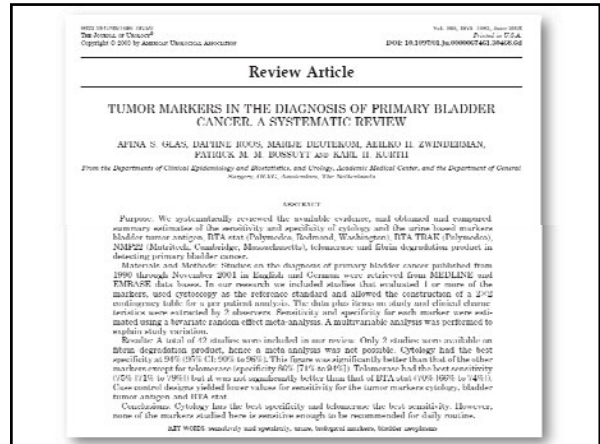 THE JOURNAL OF UROLOGY®
Copyright © 2003 by AMERICAN UROLOGICAL ASSOCIATION
Printed in U.S.A.
Review Article
TUMOR MARKERS IN THE DIAGNOSIS OF PRIMARY BLADDER
CANCER. A SYSTEMATIC REVIEW
AFINA S. GLAS, DAPHNE ROOS, MARIJE DEUTEKOM, AEILKO H. ZWINDERMAN,
PATRICK M. M. BOSSUYT AND KARL H. KURTH
From the Departments of Clinical Epidemiology and Biostatistics, and Urology, Academic Medical Center, and the Department of General
Surgery, Amsterdam, The Netherlands
ABSTRACT
Purpose: We systematically reviewed the available evidence, and obtained and compared
summary estimates of the sensitivity and specificity of cytology and the urine based markers
bladder tumor antigen, BTA stat (Polymedco, Redmond, Washington), BTA TRAK (Polymedco),
NMP22 (Matritech, Cambridge, Massachusetts), telomerase and fibrin degradation product in
detecting primary bladder cancer.
Materials and Methods: Studies on the diagnosis of primary bladder cancer published from
1990 through November 2001 in English and German were retrieved from MEDLINE and
EMBASE data bases. In our research we included studies that evaluated 1 or more of the
markers, used cystoscopy as the reference standard and allowed the construction of a 2×2
contingency table for a per patient analysis. The data plus items on study and clinical charac-
teristics were extracted by 2 observers. Sensitivity and specificity for each marker were esti-
mated using a bivariate random effect meta-analysis. A multivariable analysis was performed to
explain study variation.
Results: A total of 42 studies were included in our review. Only 2 studies were available on
fibrin degradation product, hence a meta analysis was not possible. Cytology had the best
specificity at 94% (95% CI: 90% to 96%). This figure was significantly better than that of the other
markers except for telomerase (specificity 86% [71% to 94%]). Telomerase had the best sensitivity
(75% [71% to 79%]) but it was not significantly better than that of BTA stat (70% [66% to 74%]).
Case-control designs yielded lower values for sensitivity for the tumor markers cytology, bladder
tumor antigen and BTA stat.
Conclusions: Cytology has the best specificity and telomerase the best sensitivity. However,
none of the markers studied here is sensitive enough to be recommended for daily routine.
KEY WORDS: sensitivity and specificity, urine, biological markers, bladder neoplasms